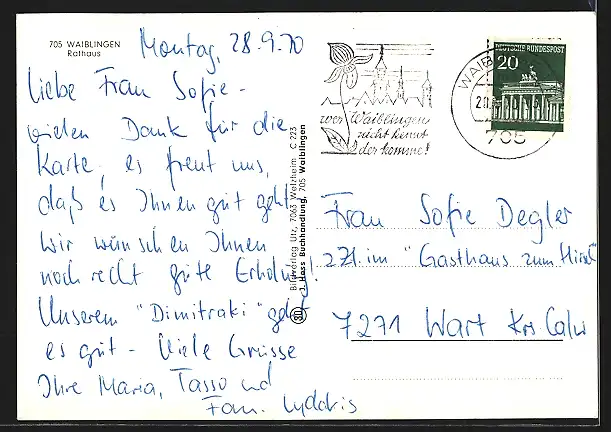 705 WAIBLINGEN
Rathaus
Montag, 28.9.70
Liebe Frau Sofie -
vielen Dank für die
Karte, es freut uns,
daß es Ihnen gut geht.
Wir wünschen Ihnen
noch recht gute Erholung!
Unserem "Dimitraki" geht
es gut - Viele Grüsse
Ihre Maria, Tasso und
Fam.
Bildverlag Utz, 7063 Welzheim C 223
J. Hess Buchhandlung, 705 Waiblingen
wer Waiblingen
nicht kennt
der komme!
705
DEUTSCHE BUNDESPOST
20
Frau Sofie Degler
z.Zt. im "Gasthaus zum Hirsch"
7271 Wart Krs. Calw